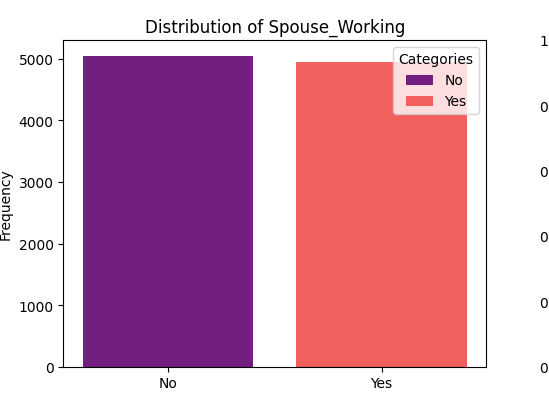 Distribution of Spouse_Working
Categories
No
Yes
Frequency
5000
4000
3000
2000
1000
0
No
Yes
1
0
0
0
0
0